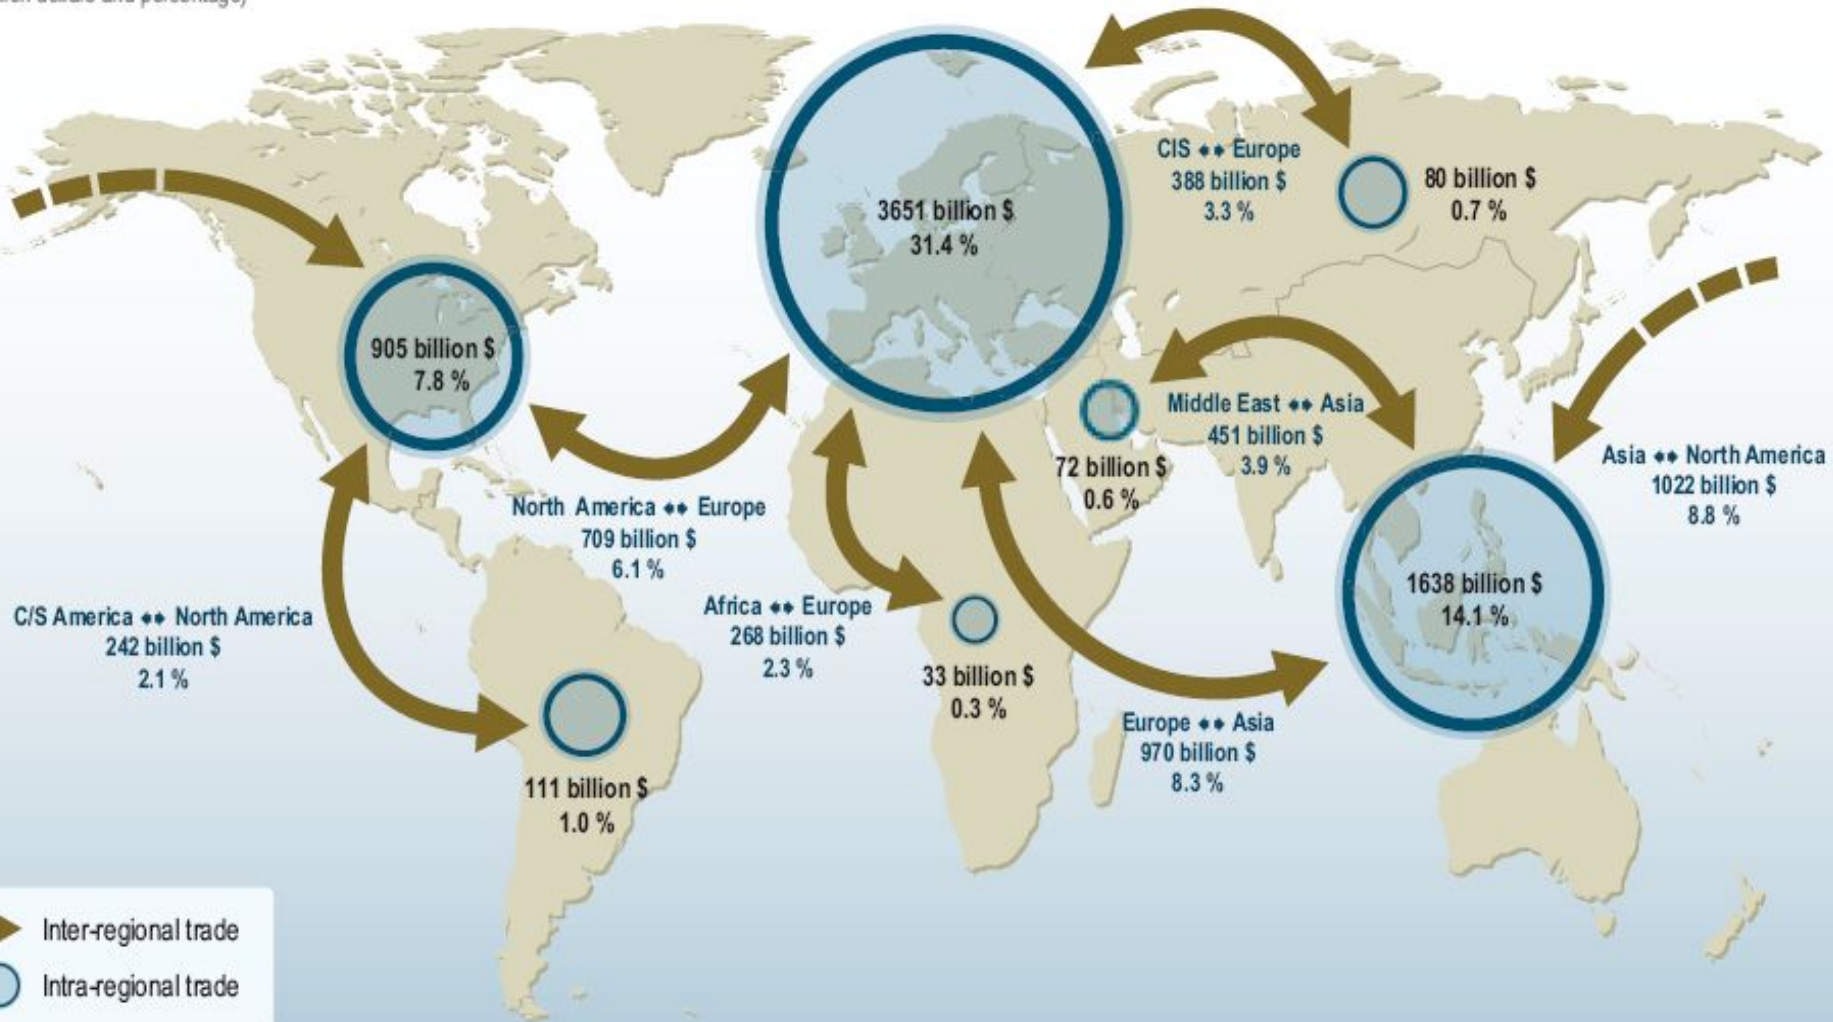 dollars and percentage)
CIS ↔ Europe
388 billion $
3.3 %
80 billion $
0.7 %
3651 billion $
31.4 %
905 billion $
7.8 %
Middle East ↔ Asia
451 billion $
3.9 %
72 billion $
0.6 %
Asia ↔ North America
1022 billion $
8.8 %
North America ↔ Europe
709 billion $
6.1 %
1638 billion $
14.1 %
C/S America ↔ North America
242 billion $
2.1 %
Africa ↔ Europe
268 billion $
2.3 %
33 billion $
0.3 %
Europe ↔ Asia
970 billion $
8.3 %
111 billion $
1.0 %
Inter-regional trade
Intra-regional trade